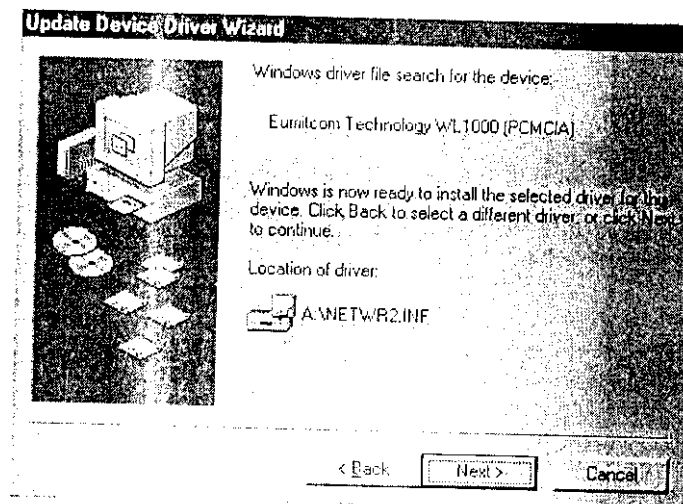 Update Device Driver Wizard
Windows driver file search for the device:
Eumitcom Technology WL1000 (PCMCIA)
Windows is now ready to install the selected driver for this
device. Click Back to select a different driver, or click Next
to continue.
Location of driver:
A:\NETWR2.INF
< Back Next > Cancel